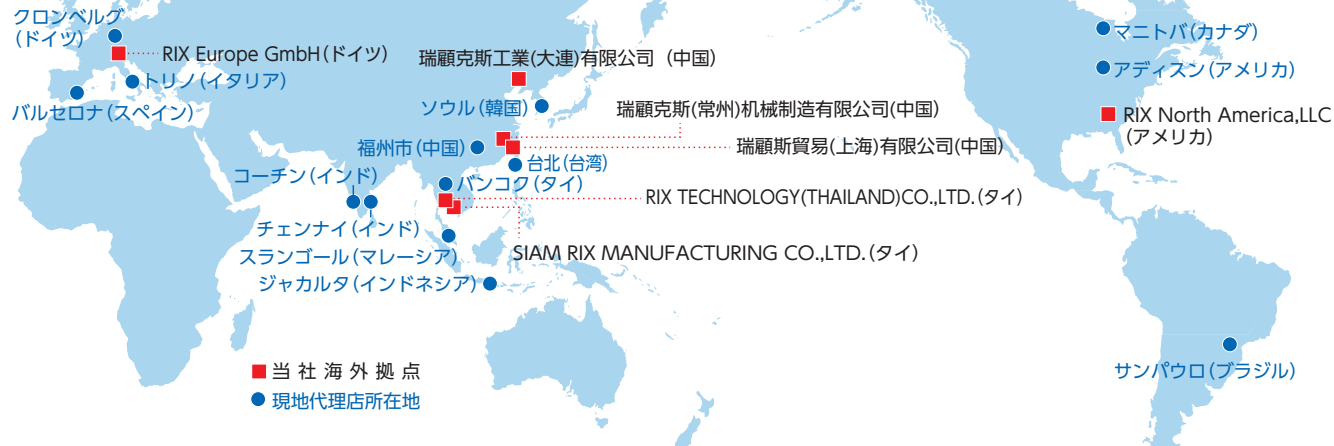 クロンベルグ
(ドイツ)
RIX Europe GmbH(ドイツ)
トリノ(イタリア)
バルセロナ(スペイン)
瑞顧克斯工業(大連)有限公司 (中国)
ソウル(韓国)
瑞顧克斯(常州)机械制造有限公司(中国)
福州市(中国)
瑞顧斯貿易(上海)有限公司(中国)
台北(台湾)
コーチン(インド)
バンコク(タイ)
RIX TECHNOLOGY(THAILAND)CO.,LTD.(タイ)
チェンナイ(インド)
スランゴール(マレーシア)
SIAM RIX MANUFACTURING CO.,LTD.(タイ)
ジャカルタ(インドネシア)
マニトバ(カナダ)
アディスン(アメリカ)
RIX North America,LLC
(アメリカ)
サンパウロ(ブラジル)
当社海外拠点
現地代理店所在地